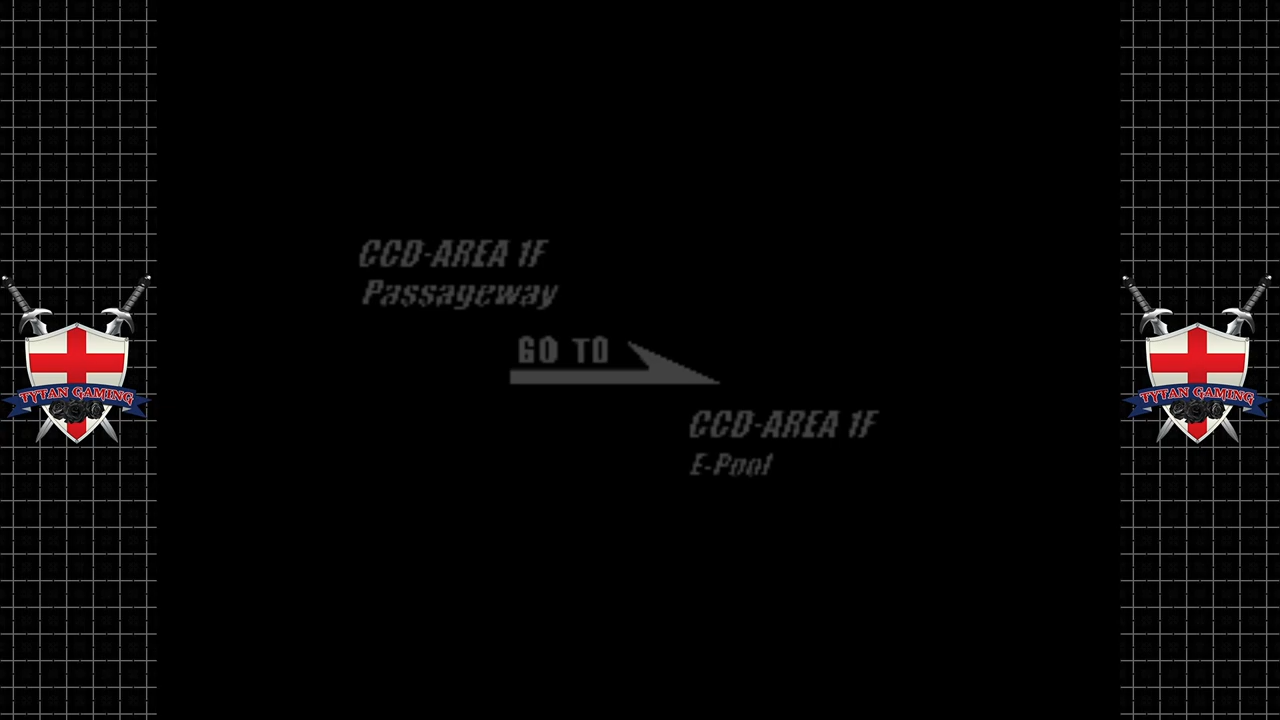 CCD-AREA 1F
Passageway
GO TO
CCD-AREA 1F
E-Pool
TYTAN GAMING
TYTAN GAMING